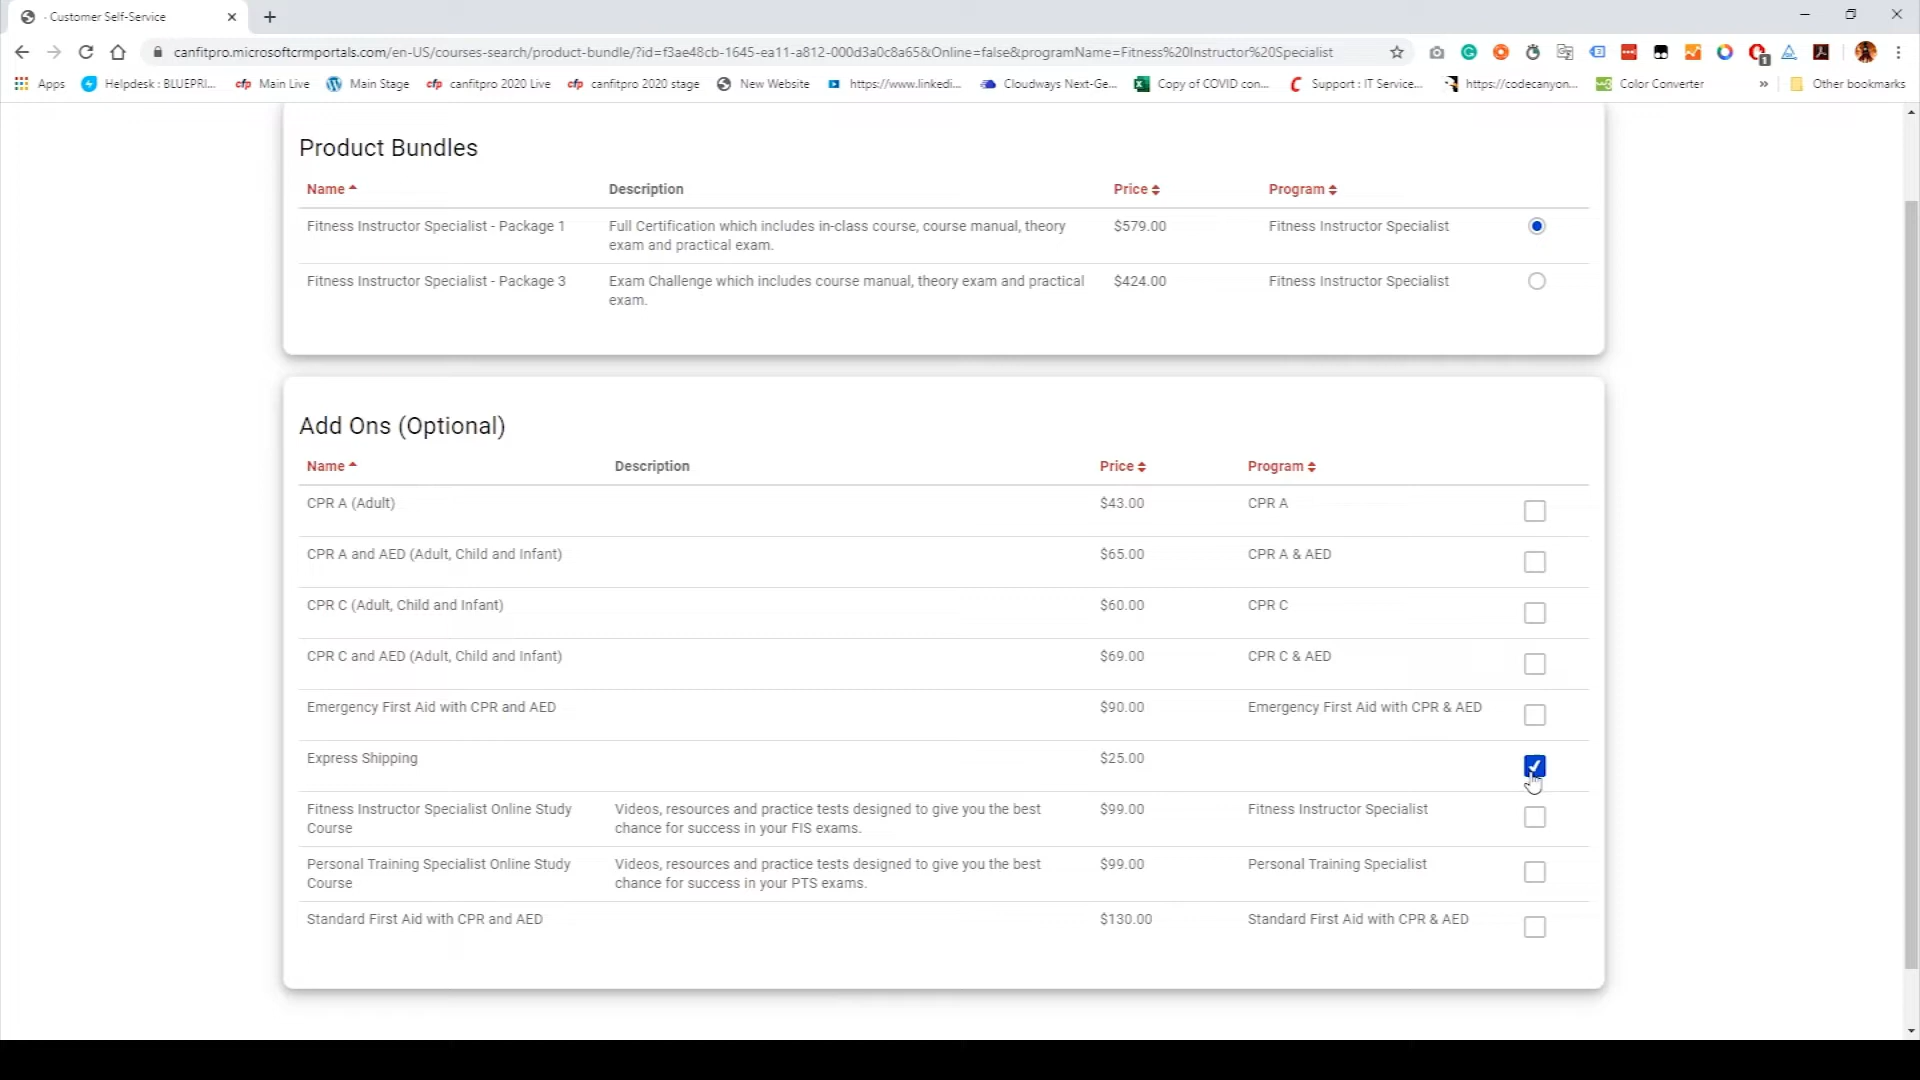 · Customer Self-Service
canfitpro.microsoftcrmportals.com/en-US/courses-search/product-bundle/?id=f3ae48cb-1645-ea11-a812-000d3a0c8a65&Online=false&programName=Fitness%20Instructor%20Specialist
Apps Helpdesk : BLUEPRI... cfp Main Live Main Stage cfp canfitpro 2020 Live cfp canfitpro 2020 stage New Website https://www.linkedi... Cloudways Next-Ge... Copy of COVID con... Support : IT Service... https://codecanyon... Color Converter » Other bookmarks
Product Bundles
Name Description Price Program
Fitness Instructor Specialist - Package 1 Full Certification which includes in-class course, course manual, theory $579.00 Fitness Instructor Specialist
exam and practical exam.
Fitness Instructor Specialist - Package 3 Exam Challenge which includes course manual, theory exam and practical $424.00 Fitness Instructor Specialist
exam.
Add Ons (Optional)
Name Description Price Program
CPR A (Adult) $43.00 CPR A
CPR A and AED (Adult, Child and Infant) $65.00 CPR A & AED
CPR C (Adult, Child and Infant) $60.00 CPR C
CPR C and AED (Adult, Child and Infant) $69.00 CPR C & AED
Emergency First Aid with CPR and AED $90.00 Emergency First Aid with CPR & AED
Express Shipping $25.00
Fitness Instructor Specialist Online Study Videos, resources and practice tests designed to give you the best $99.00 Fitness Instructor Specialist
Course chance for success in your FIS exams.
Personal Training Specialist Online Study Videos, resources and practice tests designed to give you the best $99.00 Personal Training Specialist
Course chance for success in your PTS exams.
Standard First Aid with CPR and AED $130.00 Standard First Aid with CPR & AED